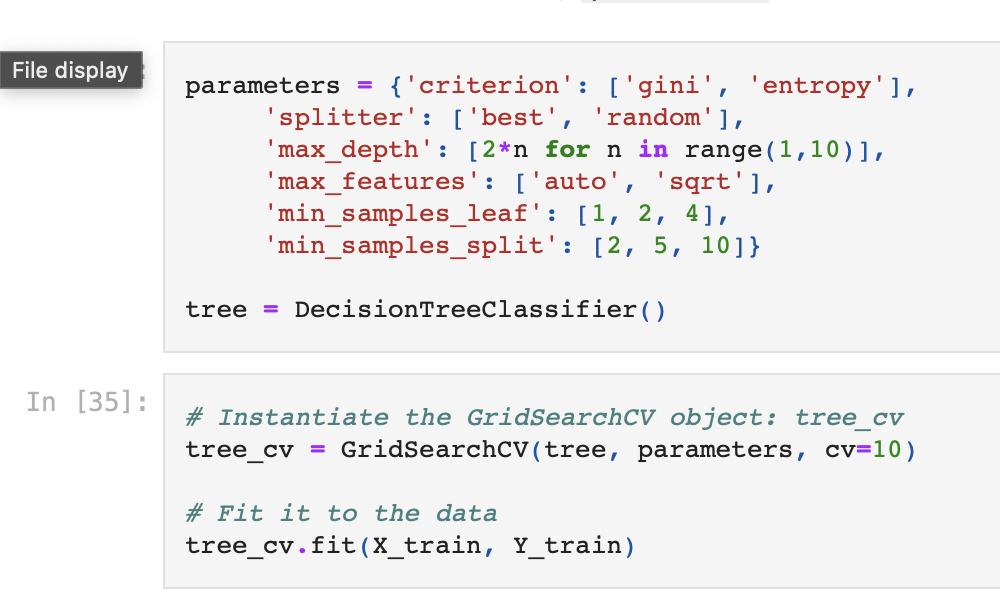 File display
parameters = {'criterion': ['gini', 'entropy'],
     'splitter': ['best', 'random'],
     'max_depth': [2*n for n in range(1,10)],
     'max_features': ['auto', 'sqrt'],
     'min_samples_leaf': [1, 2, 4],
     'min_samples_split': [2, 5, 10]}
tree = DecisionTreeClassifier()
In [35]:
# Instantiate the GridSearchCV object: tree_cv
tree_cv = GridSearchCV(tree, parameters, cv=10)
# Fit it to the data
tree_cv.fit(X_train, Y_train)